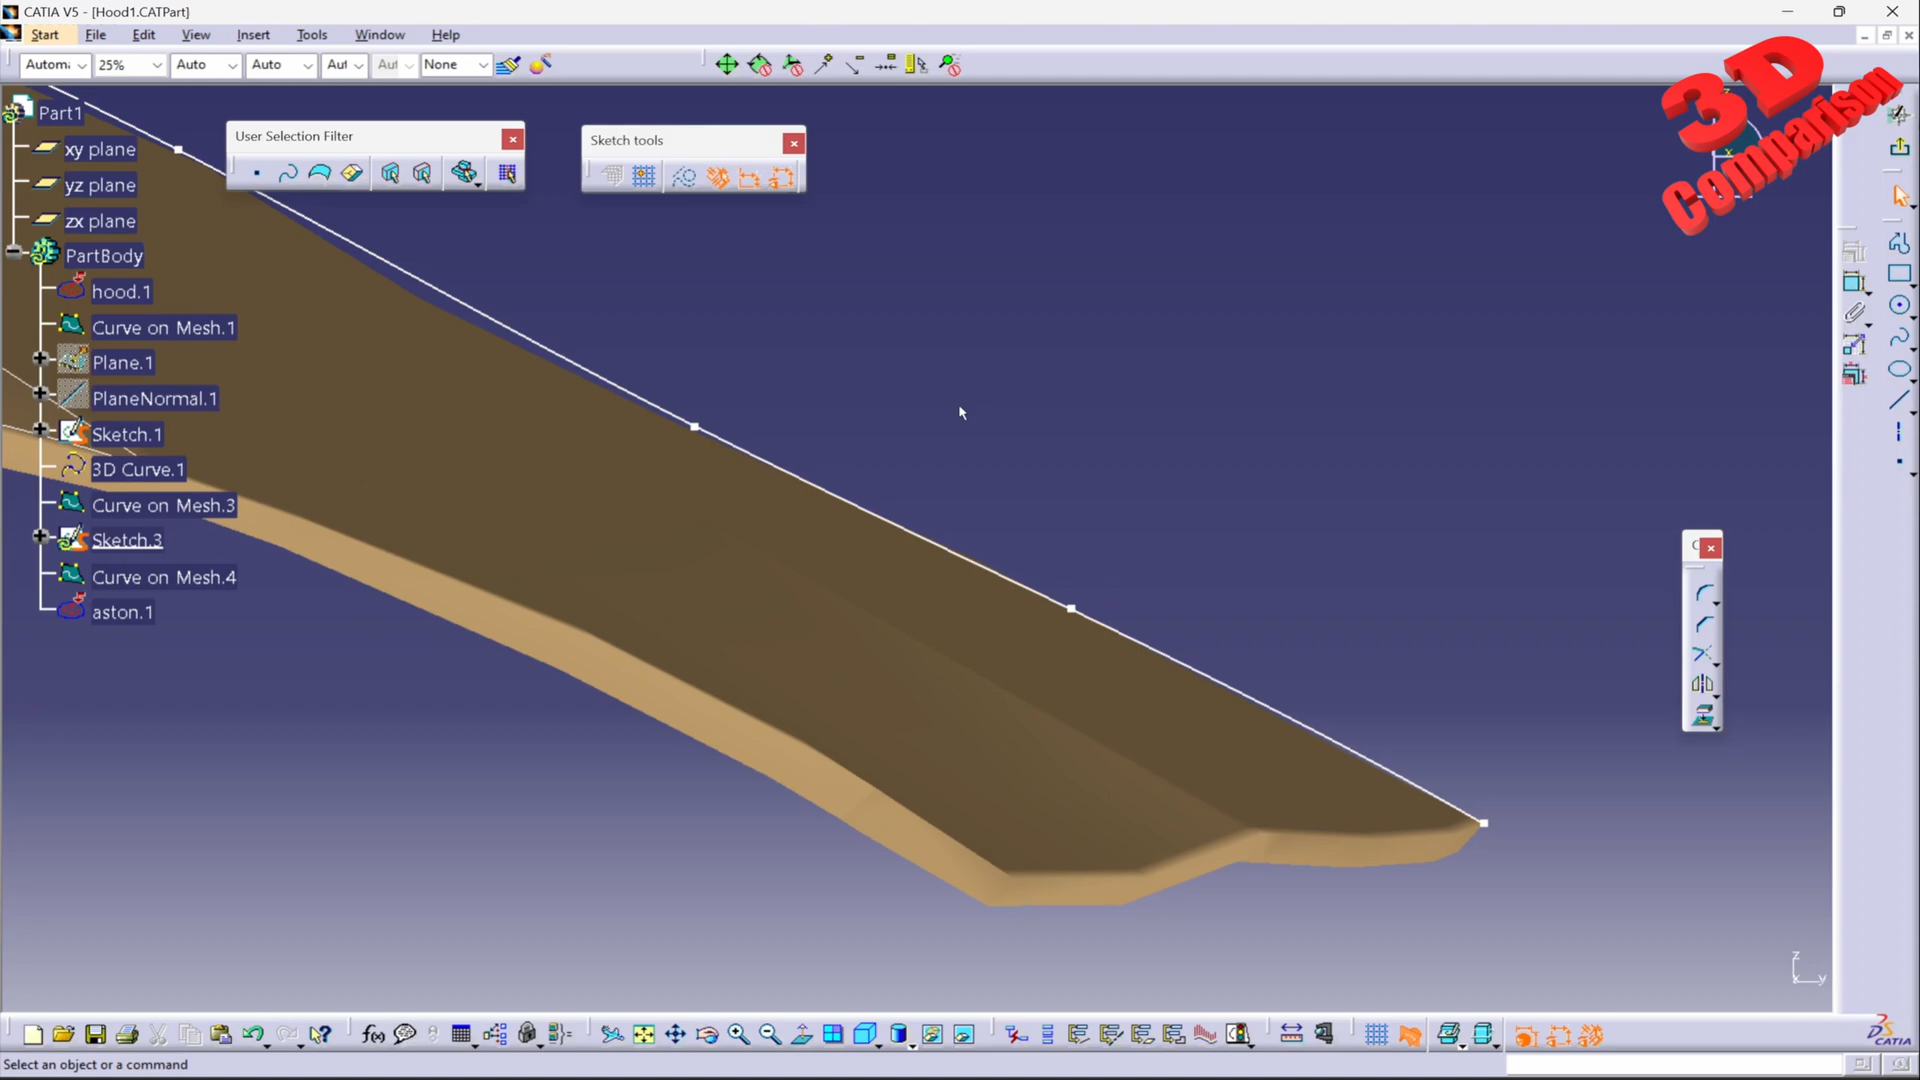 CATIA V5 - [Hood1.CATPart]
Start File Edit View Insert Tools Window Help
Automa 25% Auto Auto Aut Aut None
3D
Comparison
Part1
xy plane
yz plane
zx plane
PartBody
hood.1
Curve on Mesh.1
Plane.1
PlaneNormal.1
Sketch.1
3D Curve.1
Curve on Mesh.3
Sketch.3
Curve on Mesh.4
aston.1
User Selection Filter
Sketch tools
z
y
CATIA
Select an object or a command